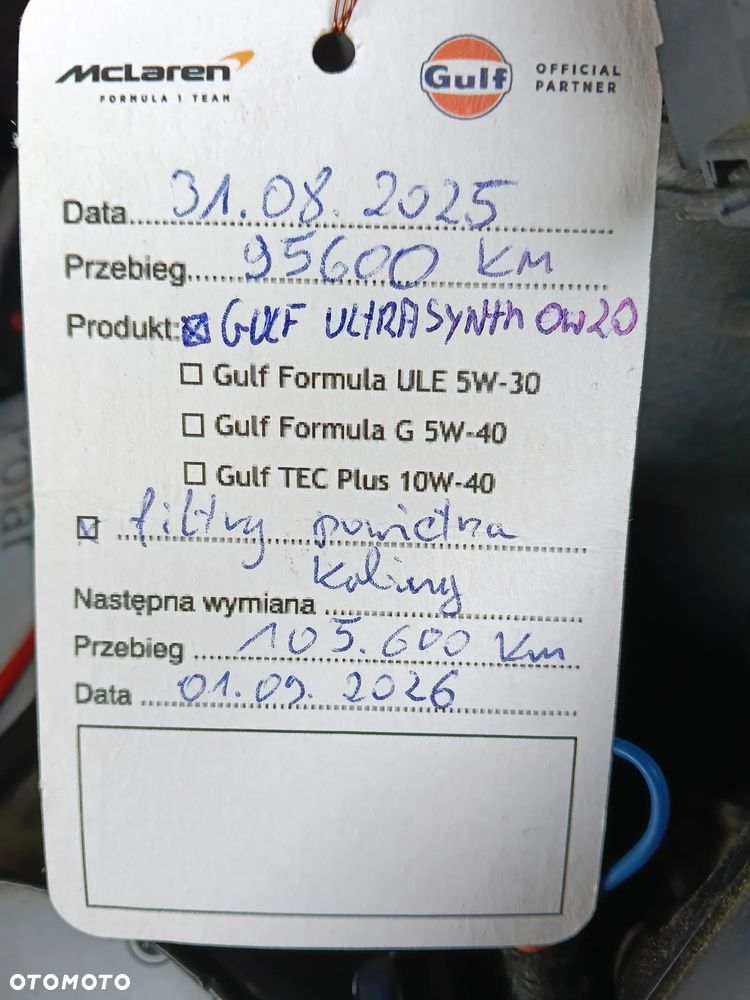 McLaren
FORMULA 1 TEAM
Gulf
OFFICIAL
PARTNER
Data..... 31.08.2025
Przebieg..... 95600 KM
Produkt: GULF ULTRASYNTH 0W20
Gulf Formula ULE 5W-30
Gulf Formula G 5W-40
Gulf TEC Plus 10W-40
filtry powietrza
kabiny
Następna wymiana
Przebieg ..... 105.600 Km
Data ..... 01.09.2026
OTOMOTO